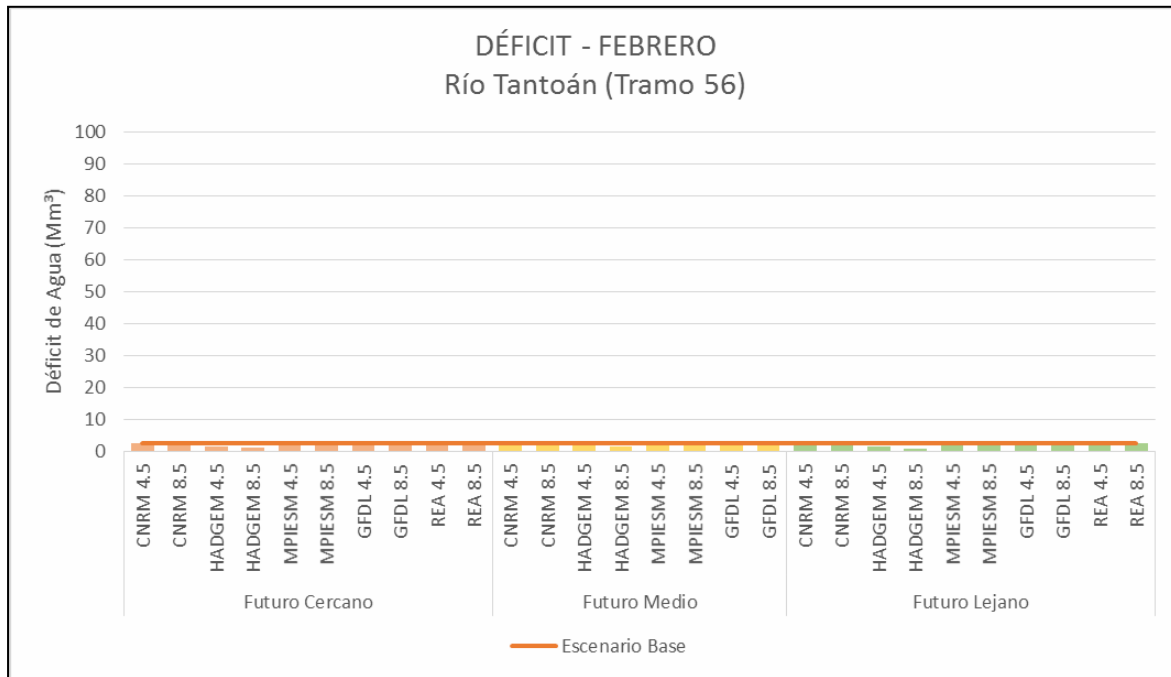 DÉFICIT - FEBRERO
Río Tantoán (Tramo 56)
Déficit de Agua (Mm³)
100
90
80
70
60
50
40
30
20
10
0
CNRM 4.5
CNRM 8.5
HADGEM 4.5
HADGEM 8.5
MPIESM 4.5
MPIESM 8.5
GFDL 4.5
GFDL 8.5
REA 4.5
REA 8.5
CNRM 4.5
CNRM 8.5
HADGEM 4.5
HADGEM 8.5
MPIESM 4.5
MPIESM 8.5
GFDL 4.5
GFDL 8.5
CNRM 4.5
CNRM 8.5
HADGEM 4.5
HADGEM 8.5
MPIESM 4.5
MPIESM 8.5
GFDL 4.5
GFDL 8.5
REA 4.5
REA 8.5
Futuro Cercano
Futuro Medio
Futuro Lejano
Escenario Base